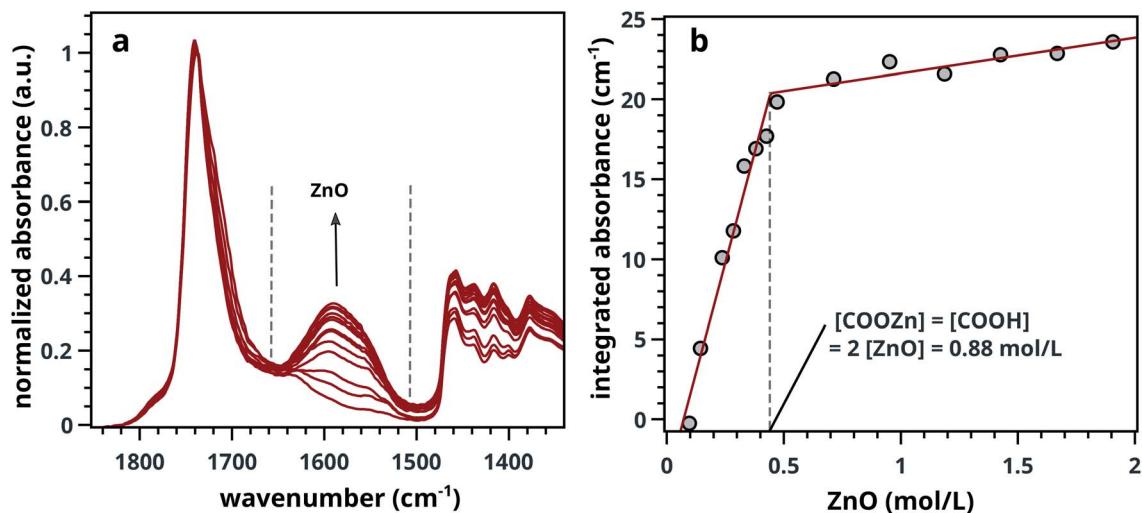 a
ZnO
normalized absorbance (a.u.)
1
0.8
0.6
0.4
0.2
0
1800 1700 1600 1500 1400
wavenumber (cm⁻¹)
b
integrated absorbance (cm⁻¹)
25
20
15
10
5
0
[COOZn] = [COOH]
= 2 [ZnO] = 0.88 mol/L
0 0.5 1 1.5 2
ZnO (mol/L)